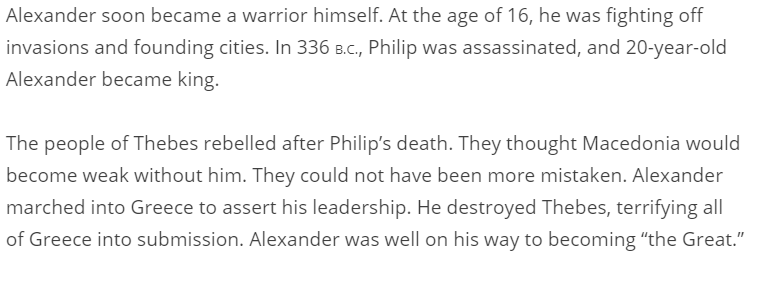 Alexander soon became a warrior himself. At the age of 16, he was fighting off
invasions and founding cities. In 336 B.C., Philip was assassinated, and 20-year-old
Alexander became king.
The people of Thebes rebelled after Philip’s death. They thought Macedonia would
become weak without him. They could not have been more mistaken. Alexander
marched into Greece to assert his leadership. He destroyed Thebes, terrifying all
of Greece into submission. Alexander was well on his way to becoming “the Great.”